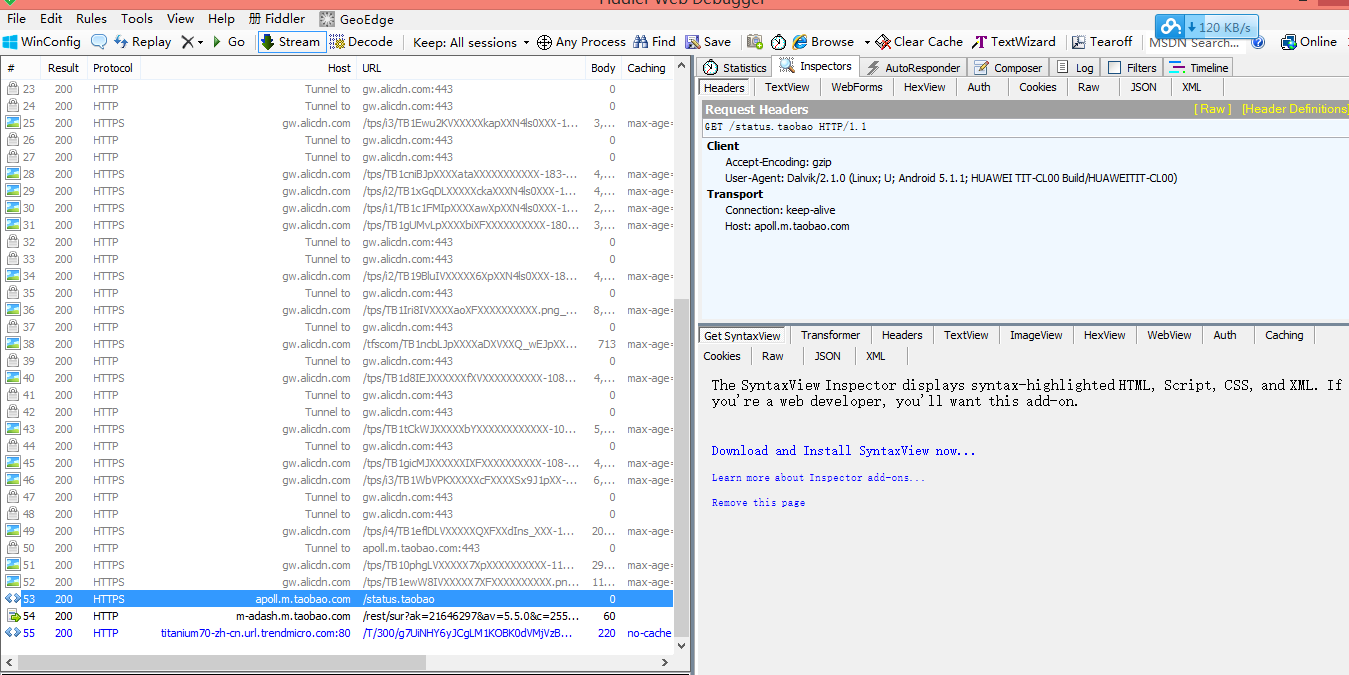 Fiddler Web Debugger
File Edit Rules Tools View Help 册 Fiddler GeoEdge
120 KB/s
WinConfig Replay Go Stream Decode Keep: All sessions Any Process Find Save Browse Clear Cache TextWizard Tearoff MSDN Search... Online
# Result Protocol Host URL Body Caching
23 200 HTTP Tunnel to gw.alicdn.com:443 0
24 200 HTTP Tunnel to gw.alicdn.com:443 0
25 200 HTTPS gw.alicdn.com /tps/i3/TB1Ewu2KVXXXXXkapXXN4ls0XXX-1... 3,... max-age=
26 200 HTTP Tunnel to gw.alicdn.com:443 0
27 200 HTTP Tunnel to gw.alicdn.com:443 0
28 200 HTTPS gw.alicdn.com /tps/TB1cniBJpXXXXataXXXXXXXXXXX-183-... 4,... max-age=
29 200 HTTPS gw.alicdn.com /tps/i2/TB1xGqDLXXXXXckaXXXN4ls0XXX-1... 4,... max-age=
30 200 HTTPS gw.alicdn.com /tps/i1/TB1c1FMIpXXXXawXpXXN4ls0XXX-1... 2,... max-age=
31 200 HTTPS gw.alicdn.com /tps/TB1gUMvLpXXXXbiXFXXXXXXXXXX-180... 3,... max-age=
32 200 HTTP Tunnel to gw.alicdn.com:443 0
33 200 HTTP Tunnel to gw.alicdn.com:443 0
34 200 HTTPS gw.alicdn.com /tps/i2/TB19BluIVXXXXX6XpXXN4ls0XXX-18... 4,... max-age=
35 200 HTTP Tunnel to gw.alicdn.com:443 0
36 200 HTTPS gw.alicdn.com /tps/TB1Iri8IVXXXXaoXFXXXXXXXXXX.png_... 8,... max-age=
37 200 HTTP Tunnel to gw.alicdn.com:443 0
38 200 HTTPS gw.alicdn.com /tfscom/TB1ncbLJpXXXXaDXVXXQ_wEJpXX... 713 max-age=
39 200 HTTP Tunnel to gw.alicdn.com:443 0
40 200 HTTPS gw.alicdn.com /tps/TB1d8IEJXXXXXXfXVXXXXXXXXXX-108... 4,... max-age=
41 200 HTTP Tunnel to gw.alicdn.com:443 0
42 200 HTTP Tunnel to gw.alicdn.com:443 0
43 200 HTTPS gw.alicdn.com /tps/TB1tCkWJXXXXXbYXXXXXXXXXXXX-10... 5,... max-age=
44 200 HTTP Tunnel to gw.alicdn.com:443 0
45 200 HTTPS gw.alicdn.com /tps/TB1gicMJXXXXXXIXFXXXXXXXXXX-108-... 4,... max-age=
46 200 HTTPS gw.alicdn.com /tps/i3/TB1WbVPKXXXXXcFXXXXSx9J1pXX-... 6,... max-age=
47 200 HTTP Tunnel to gw.alicdn.com:443 0
48 200 HTTP Tunnel to gw.alicdn.com:443 0
49 200 HTTPS gw.alicdn.com /tps/i4/TB1eflDLVXXXXXQXFXXdIns_XXX-1... 20... max-age=
50 200 HTTP Tunnel to apoll.m.taobao.com:443 0
51 200 HTTPS gw.alicdn.com /tps/TB10phgLVXXXXX7XpXXXXXXXXXX-11... 29... max-age=
52 200 HTTPS gw.alicdn.com /tps/TB1ewW8IVXXXXX7XFXXXXXXXXXX.pn... 11... max-age=
53 200 HTTPS apoll.m.taobao.com /status.taobao 0
54 200 HTTP m-adash.m.taobao.com /rest/sur?ak=21646297&av=5.5.0&c=255... 60
55 200 HTTP titanium70-zh-cn.url.trendmicro.com:80 /T/300/g7UiNHY6yJCgLM1KOBK0dVMjVzB... 220 no-cache
Statistics Inspectors AutoResponder Composer Log Filters Timeline
Headers TextView WebForms HexView Auth Cookies Raw JSON XML
Request Headers [ Raw ] [Header Definitions]
GET /status.taobao HTTP/1.1
Client
Accept-Encoding: gzip
User-Agent: Dalvik/2.1.0 (Linux; U; Android 5.1.1; HUAWEI TIT-CL00 Build/HUAWEITIT-CL00)
Transport
Connection: keep-alive
Host: apoll.m.taobao.com
Get SyntaxView Transformer Headers TextView ImageView HexView WebView Auth Caching
Cookies Raw JSON XML
The SyntaxView Inspector displays syntax-highlighted HTML, Script, CSS, and XML. If
you're a web developer, you'll want this add-on.
Download and Install SyntaxView now...
Learn more about Inspector add-ons...
Remove this page